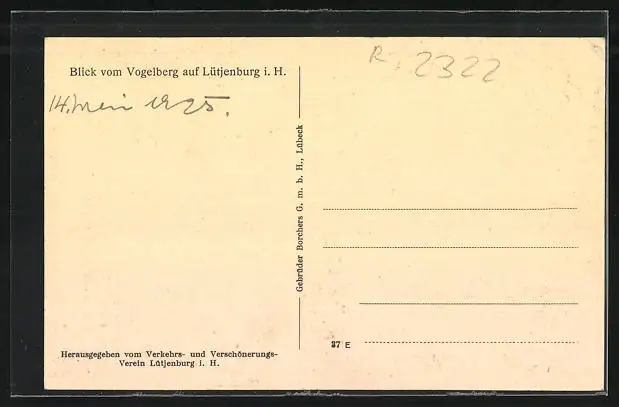 Blick vom Vogelberg auf Lütjenburg i. H.
14. Mai 1925.
R. 2322
Gebrüder Borchers G. m. b. H., Lübeck
37 E
Herausgegeben vom Verkehrs- und Verschönerungs-
Verein Lütjenburg i. H.